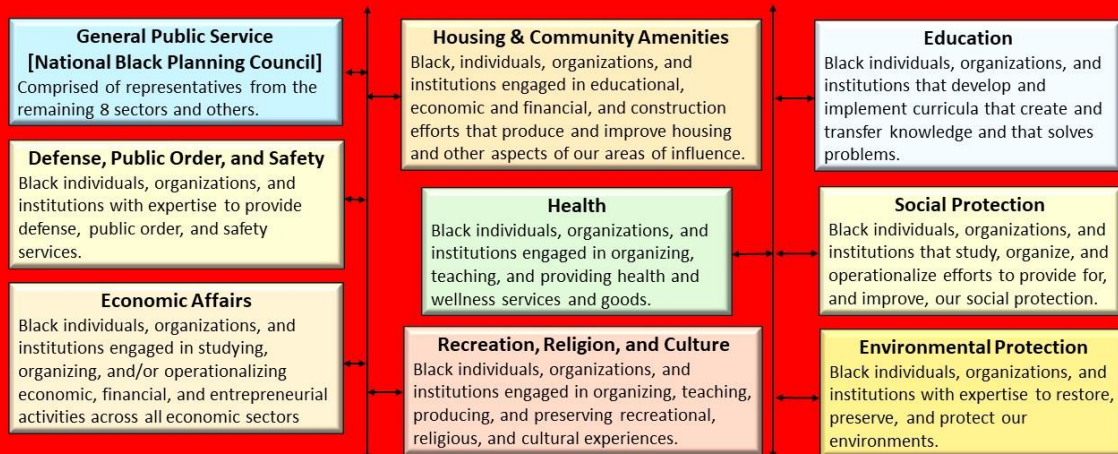 General Public Service
[National Black Planning Council]
Comprised of representatives from the
remaining 8 sectors and others.
Defense, Public Order, and Safety
Black individuals, organizations, and
institutions with expertise to provide
defense, public order, and safety
services.
Economic Affairs
Black individuals, organizations, and
institutions engaged in studying,
organizing, and/or operationalizing
economic, financial, and entrepreneurial
activities across all economic sectors
Housing & Community Amenities
Black, individuals, organizations, and
institutions engaged in educational,
economic and financial, and construction
efforts that produce and improve housing
and other aspects of our areas of influence.
Health
Black individuals, organizations, and
institutions engaged in organizing,
teaching, and providing health and
wellness services and goods.
Recreation, Religion, and Culture
Black individuals, organizations, and
institutions engaged in organizing, teaching,
producing, and preserving recreational,
religious, and cultural experiences.
Education
Black individuals, organizations, and
institutions that develop and
implement curricula that create and
transfer knowledge and that solves
problems.
Social Protection
Black individuals, organizations, and
institutions that study, organize, and
operationalize efforts to provide for,
and improve, our social protection.
Environmental Protection
Black individuals, organizations, and
institutions with expertise to restore,
preserve, and protect our
environments.